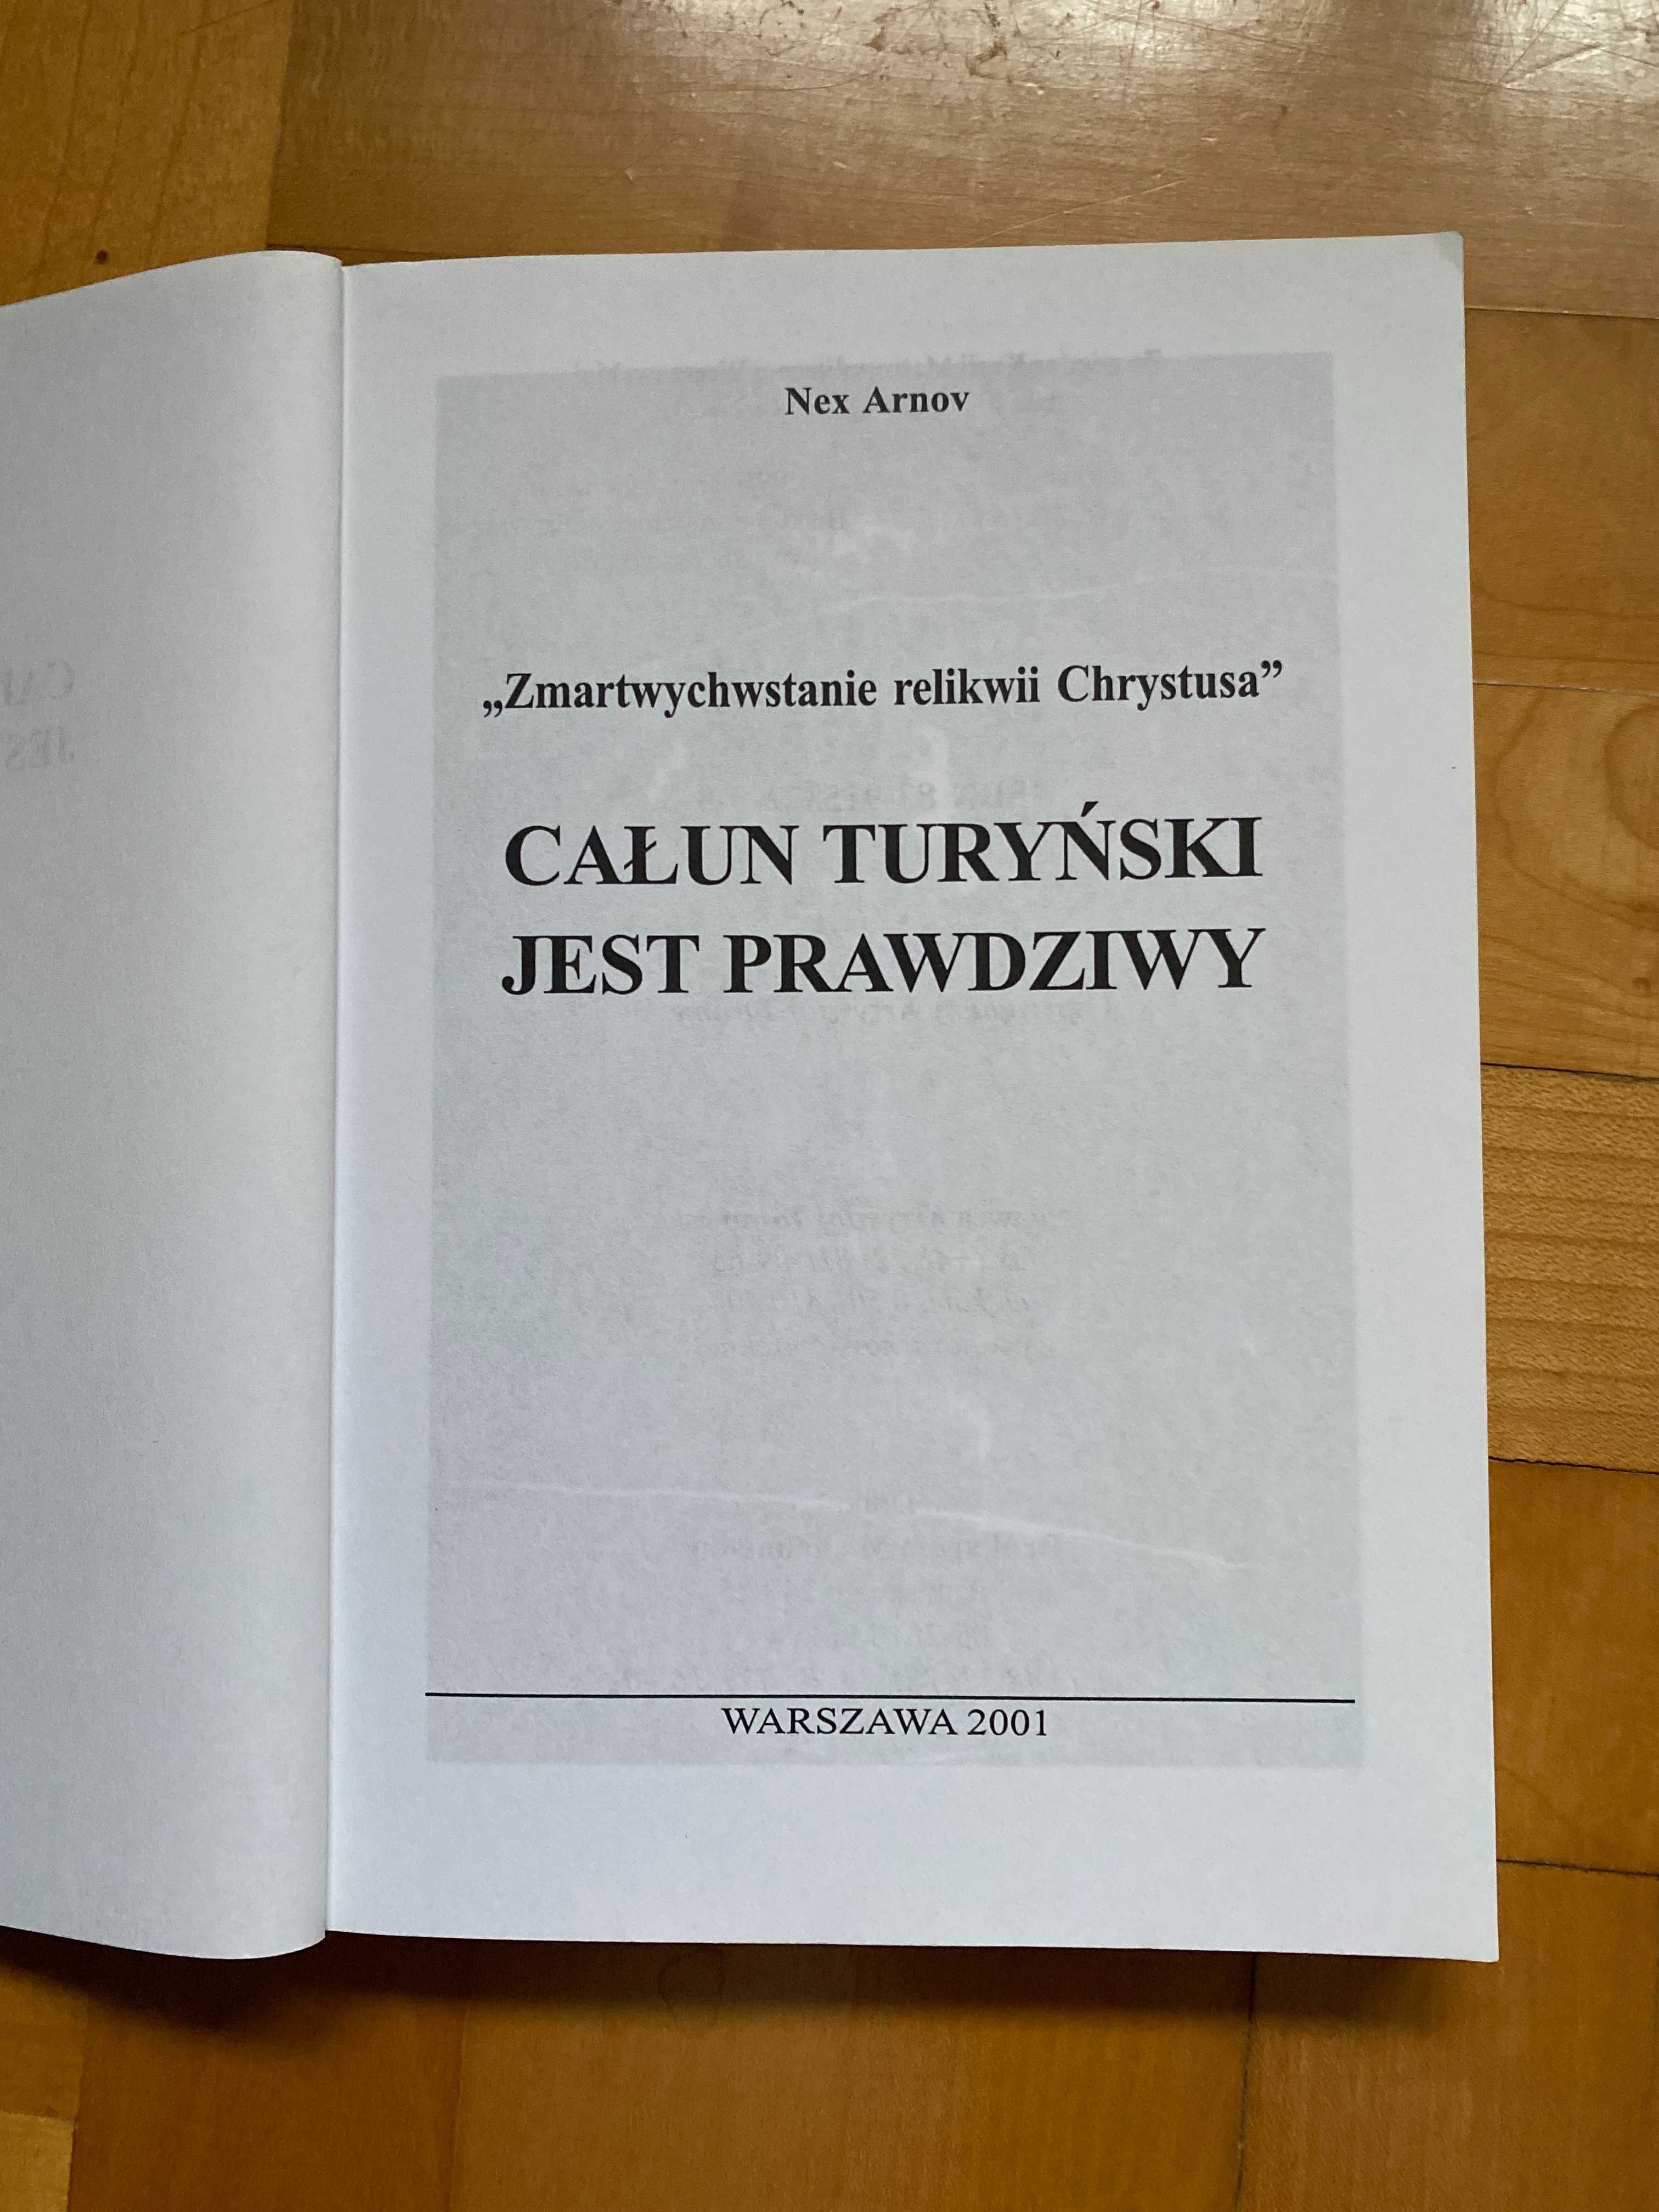 Nex Arnov
„Zmartwychwstanie relikwii Chrystusa”
CAŁUN TURYŃSKI
JEST PRAWDZIWY
WARSZAWA 2001